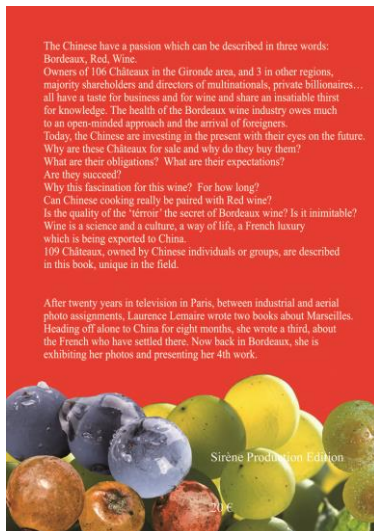 The Chinese have a passion which can be described in three words:
Bordeaux, Red, Wine.
Owners of 106 Châteaux in the Gironde area, and 3 in other regions,
majority shareholders and directors of multinationals, private billionaires…
all have a taste for business and for wine and share an insatiable thirst
for knowledge. The health of the Bordeaux wine industry owes much
to an open-minded approach and the arrival of foreigners.
Today, the Chinese are investing in the present with their eyes on the future.
Why are these Châteaux for sale and why do they buy them?
What are their obligations? What are their expectations?
Are they succeed?
Why this fascination for this wine? For how long?
Can Chinese cooking really be paired with Red wine?
Is the quality of the ‘térroir’ the secret of Bordeaux wine? Is it inimitable?
Wine is a science and a culture, a way of life, a French luxury
which is being exported to China.
109 Châteaux, owned by Chinese individuals or groups, are described
in this book, unique in the field.
After twenty years in television in Paris, between industrial and aerial
photo assignments, Laurence Lemaire wrote two books about Marseilles.
Heading off alone to China for eight months, she wrote a third, about
the French who have settled there. Now back in Bordeaux, she is
exhibiting her photos and presenting her 4th work.
Sirène Production Edition
20 €